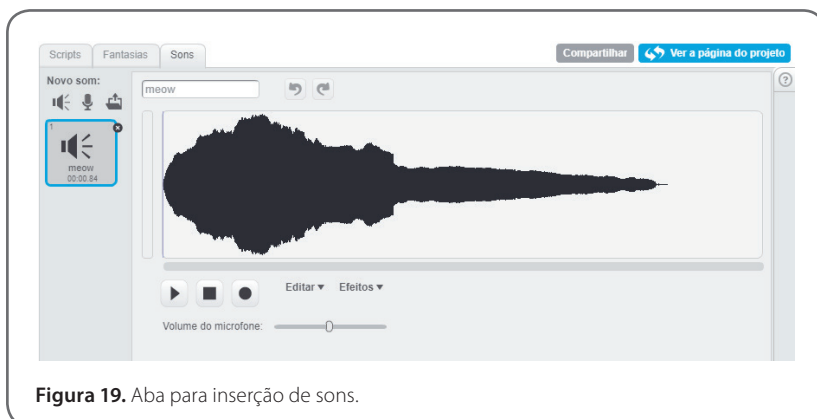 Scripts Fantasias Sons
Compartilhar Ver a página do projeto
Novo som:
meow
?
1
meow
00:00.84
Editar Efeitos
Volume do microfone:
Figura 19. Aba para inserção de sons.